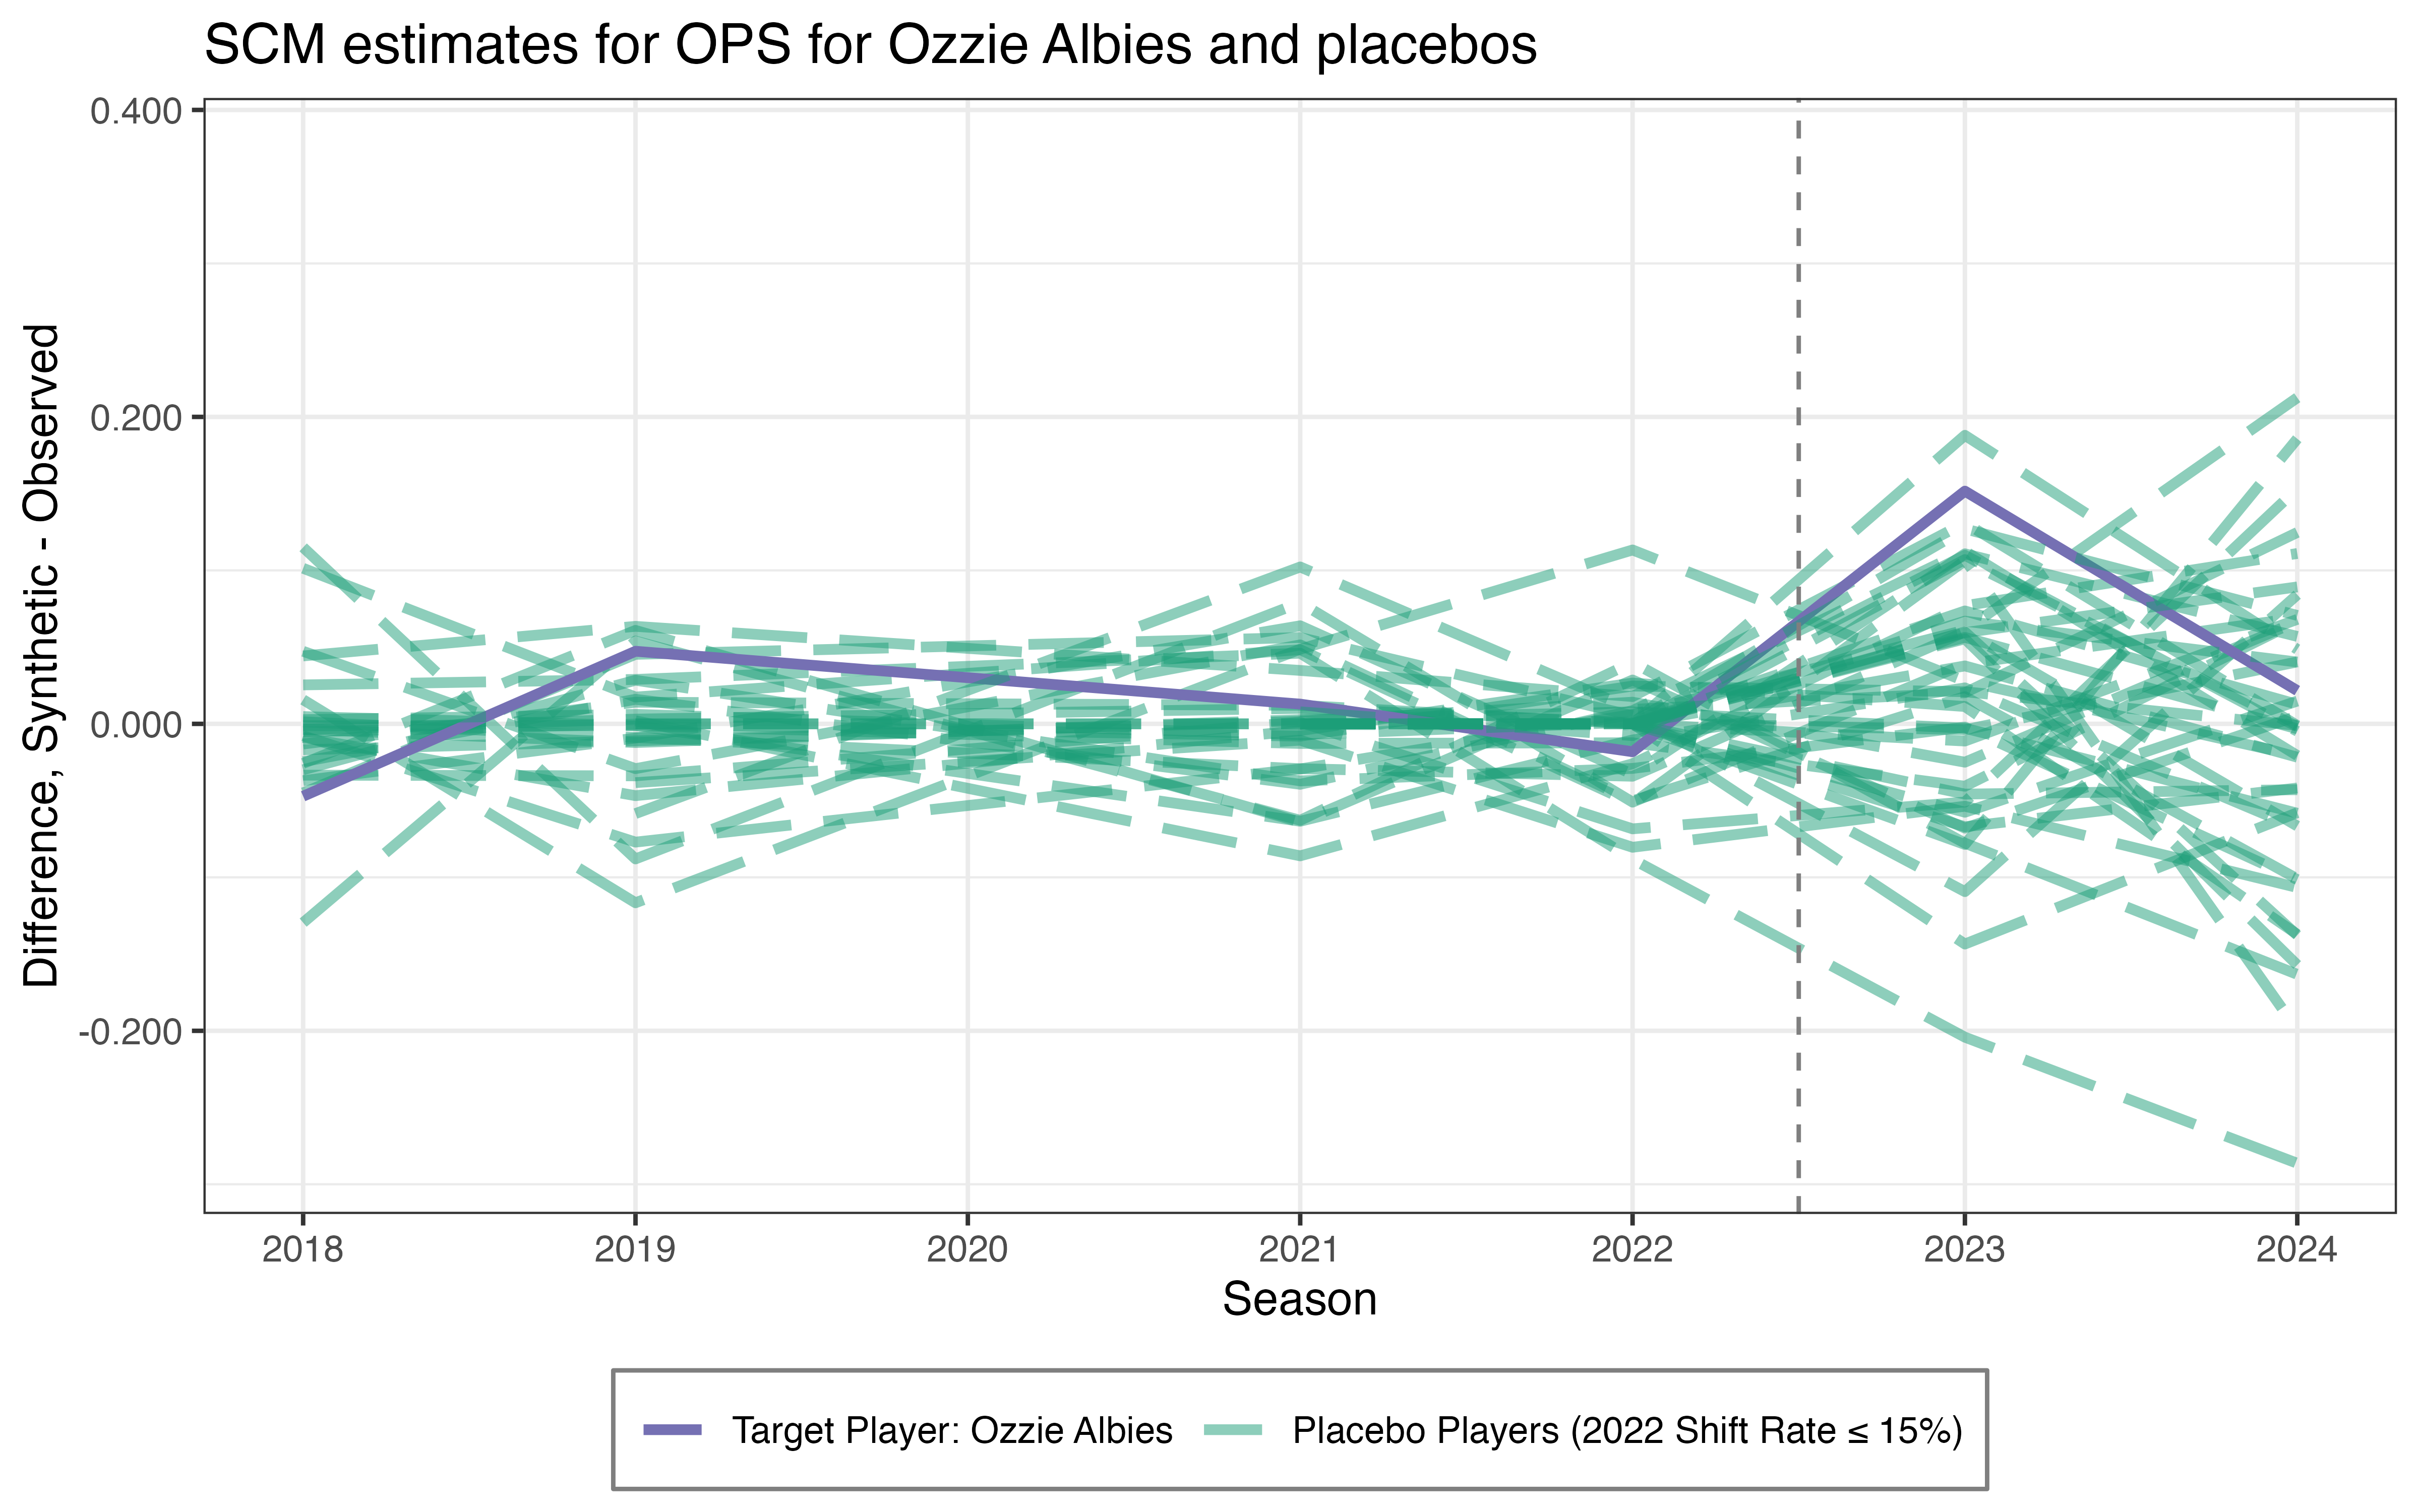 SCM estimates for OPS for Ozzie Albies and placebos
Difference, Synthetic - Observed
0.400
0.200
0.000
-0.200
2018 2019 2020 2021 2022 2023 2024
Season
Target Player: Ozzie Albies Placebo Players (2022 Shift Rate ≤ 15%)